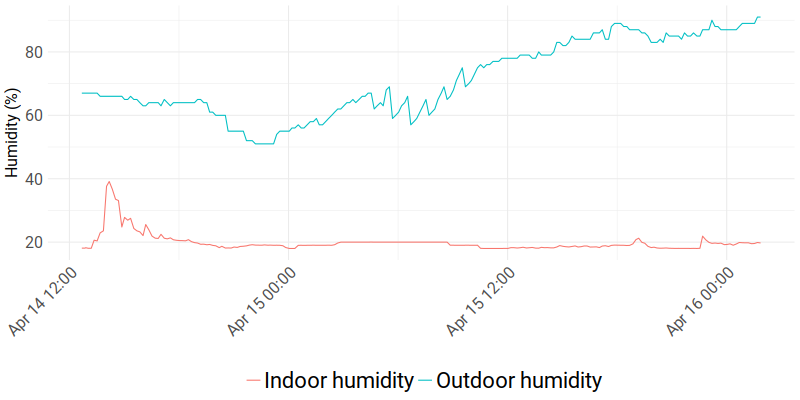 Humidity (%)
80
60
40
20
Apr 14 12:00
Apr 15 00:00
Apr 15 12:00
Apr 16 00:00
Indoor humidity
Outdoor humidity